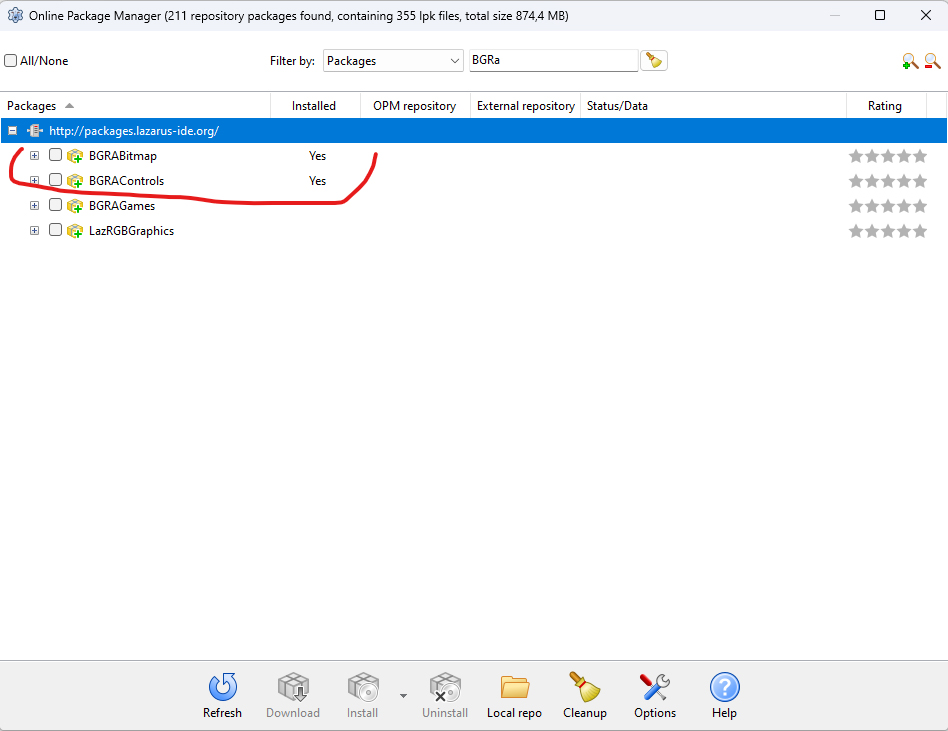 Online Package Manager (211 repository packages found, containing 355 lpk files, total size 874,4 MB)
All/None Filter by: Packages BGRa
Packages Installed OPM repository External repository Status/Data Rating
http://packages.lazarus-ide.org/
BGRABitmap Yes
BGRAControls Yes
BGRAGames
LazRGBGraphics
Refresh Download Install Uninstall Local repo Cleanup Options Help